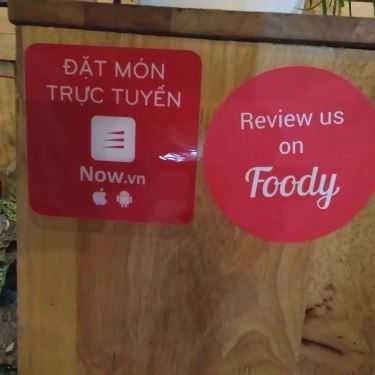 ĐẶT MÓN
TRỰC TUYẾN
Now.vn
Review us
on
Foody